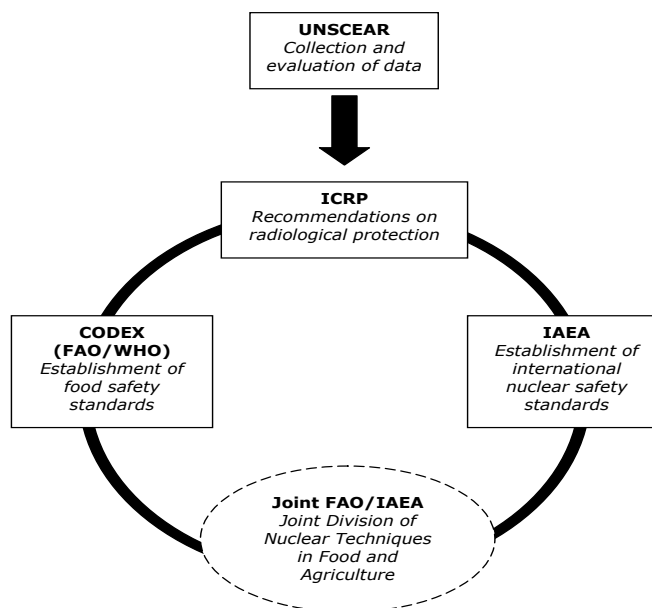 UNSCEAR
Collection and
evaluation of data
ICRP
Recommendations on
radiological protection
CODEX
(FAO/WHO)
Establishment of
food safety
standards
IAEA
Establishment of
international
nuclear safety
standards
Joint FAO/IAEA
Joint Division of
Nuclear Techniques
in Food and
Agriculture